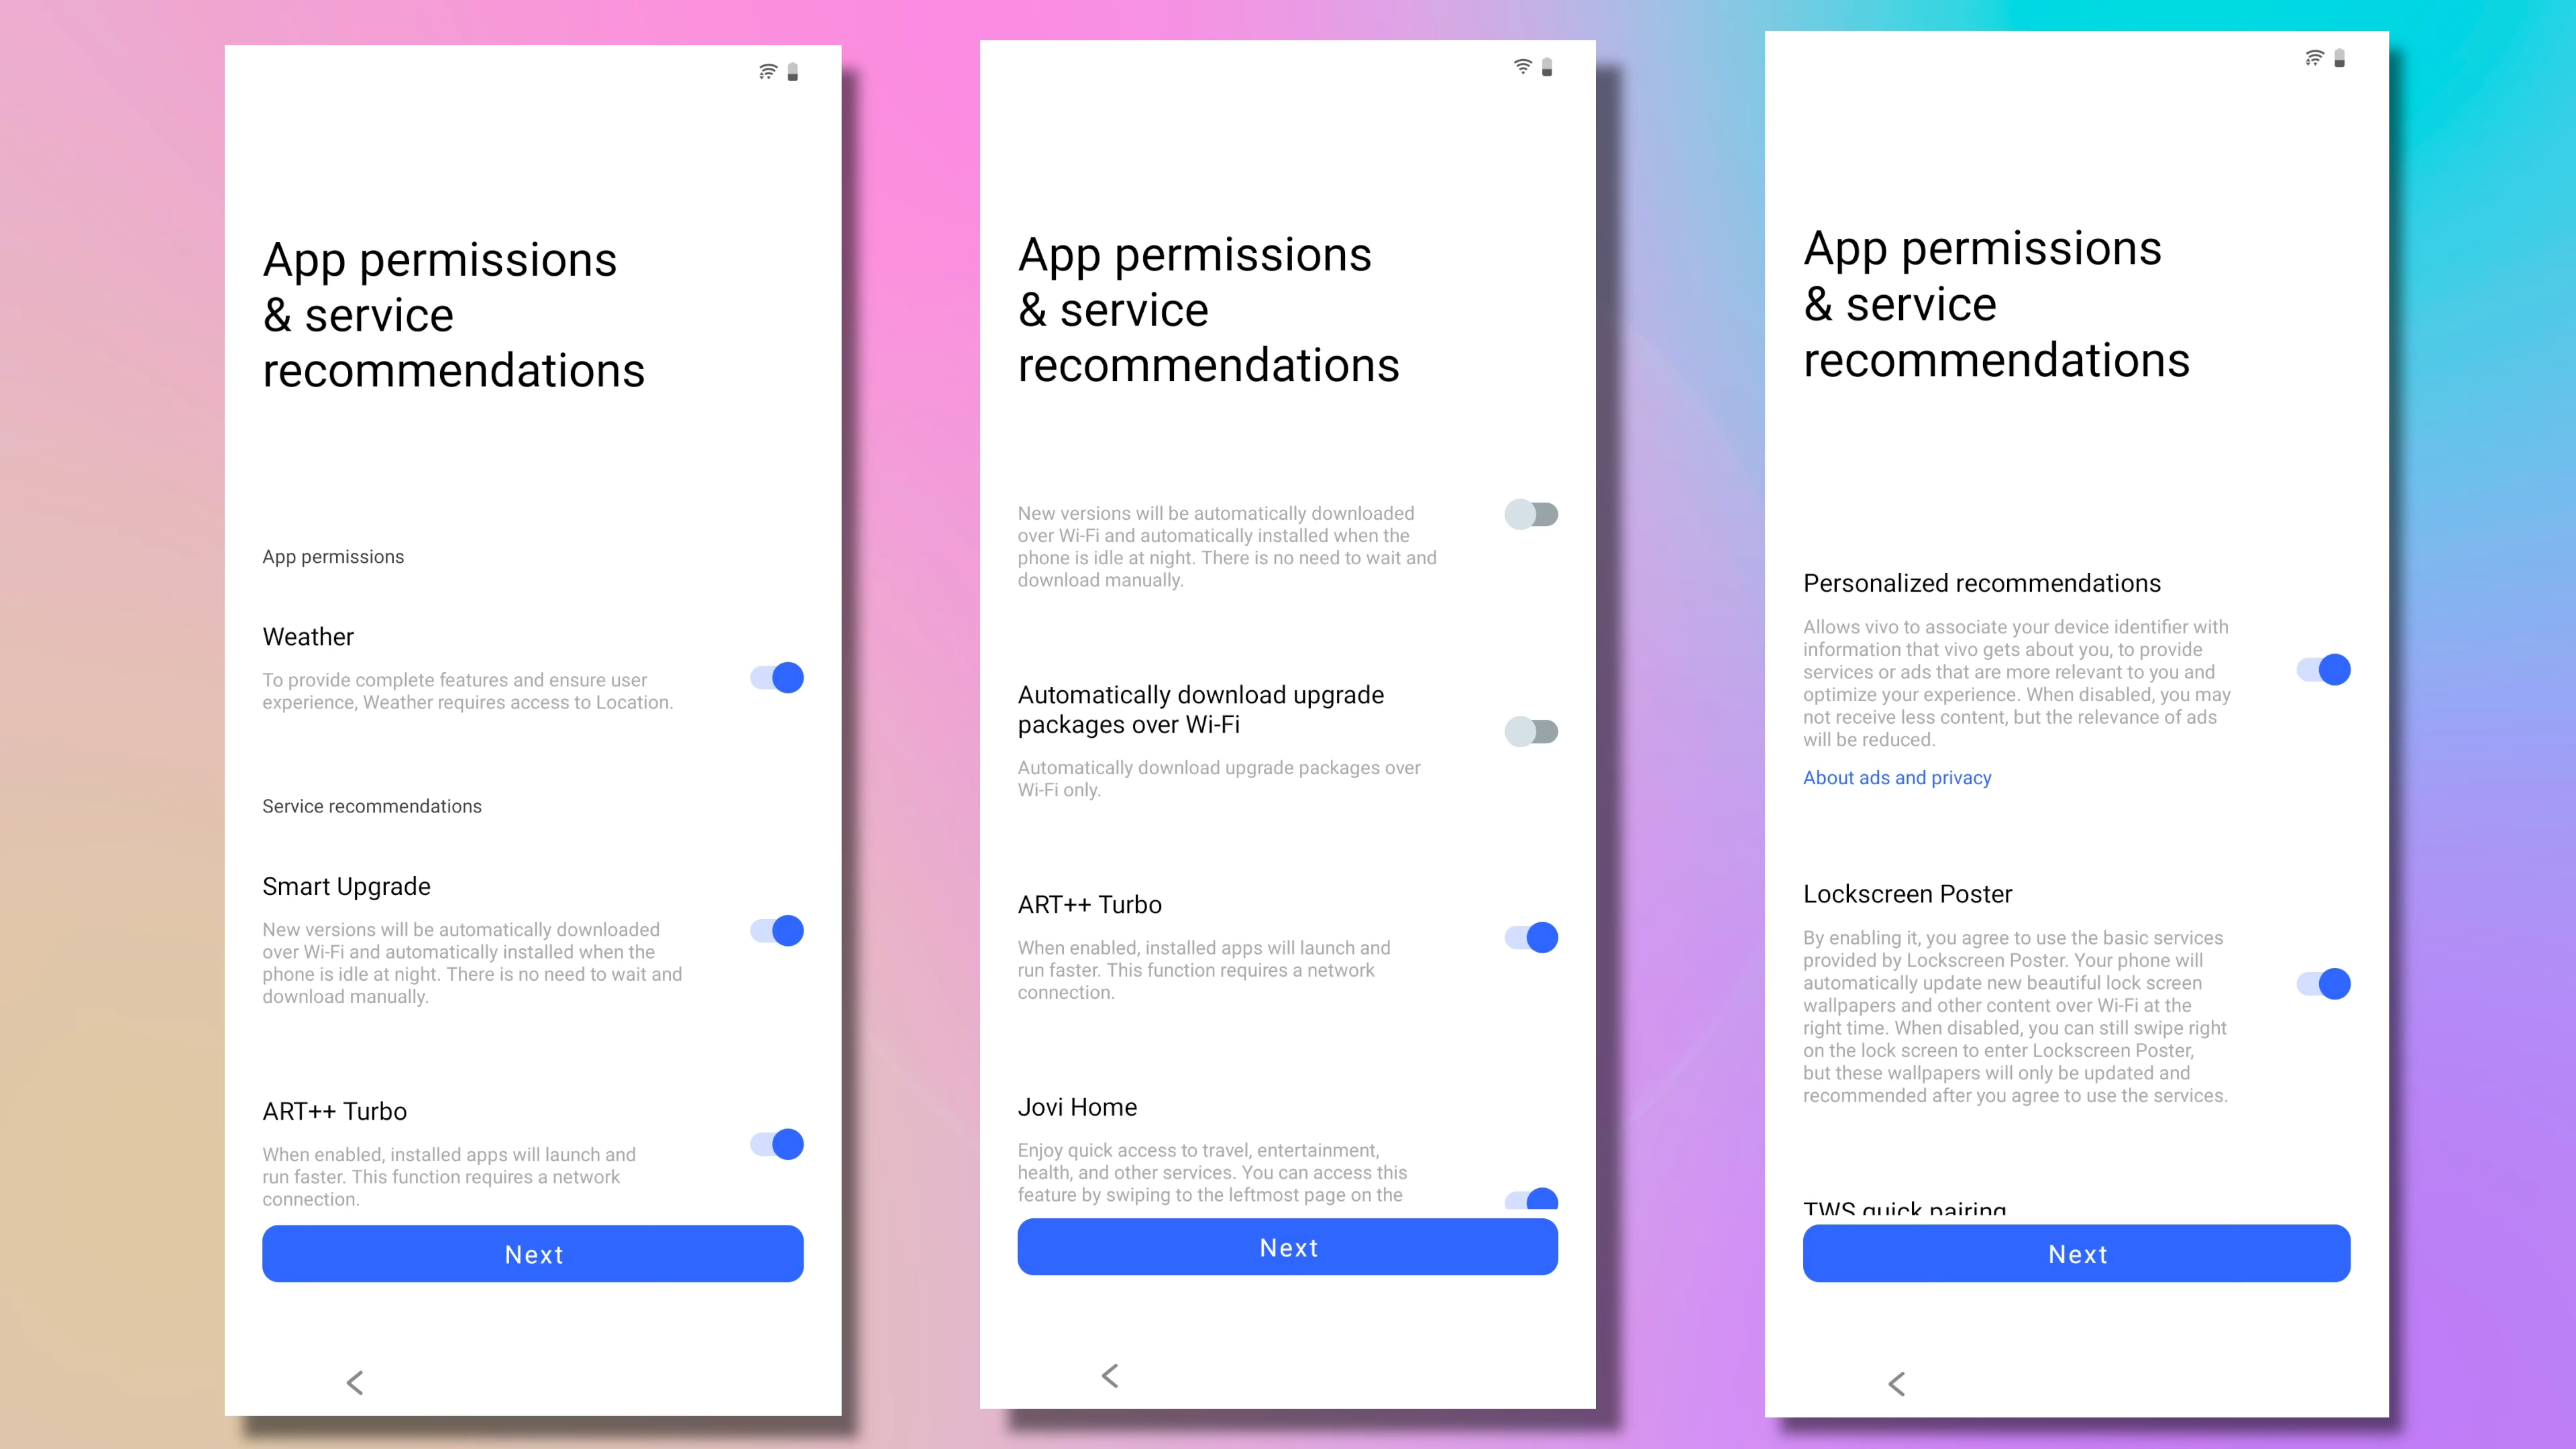 App permissions
& service
recommendations
App permissions
Weather
To provide complete features and ensure user
experience, Weather requires access to Location.
Service recommendations
Smart Upgrade
New versions will be automatically downloaded
over Wi-Fi and automatically installed when the
phone is idle at night. There is no need to wait and
download manually.
ART++ Turbo
When enabled, installed apps will launch and
run faster. This function requires a network
connection.
Next
App permissions
& service
recommendations
New versions will be automatically downloaded
over Wi-Fi and automatically installed when the
phone is idle at night. There is no need to wait and
download manually.
Automatically download upgrade
packages over Wi-Fi
Automatically download upgrade packages over
Wi-Fi only.
ART++ Turbo
When enabled, installed apps will launch and
run faster. This function requires a network
connection.
Jovi Home
Enjoy quick access to travel, entertainment,
health, and other services. You can access this
feature by swiping to the leftmost page on the
Next
App permissions
& service
recommendations
Personalized recommendations
Allows vivo to associate your device identifier with
information that vivo gets about you, to provide
services or ads that are more relevant to you and
optimize your experience. When disabled, you may
not receive less content, but the relevance of ads
will be reduced.
About ads and privacy
Lockscreen Poster
By enabling it, you agree to use the basic services
provided by Lockscreen Poster. Your phone will
automatically update new beautiful lock screen
wallpapers and other content over Wi-Fi at the
right time. When disabled, you can still swipe right
on the lock screen to enter Lockscreen Poster,
but these wallpapers will only be updated and
recommended after you agree to use the services.
TWS quick pairing
Next